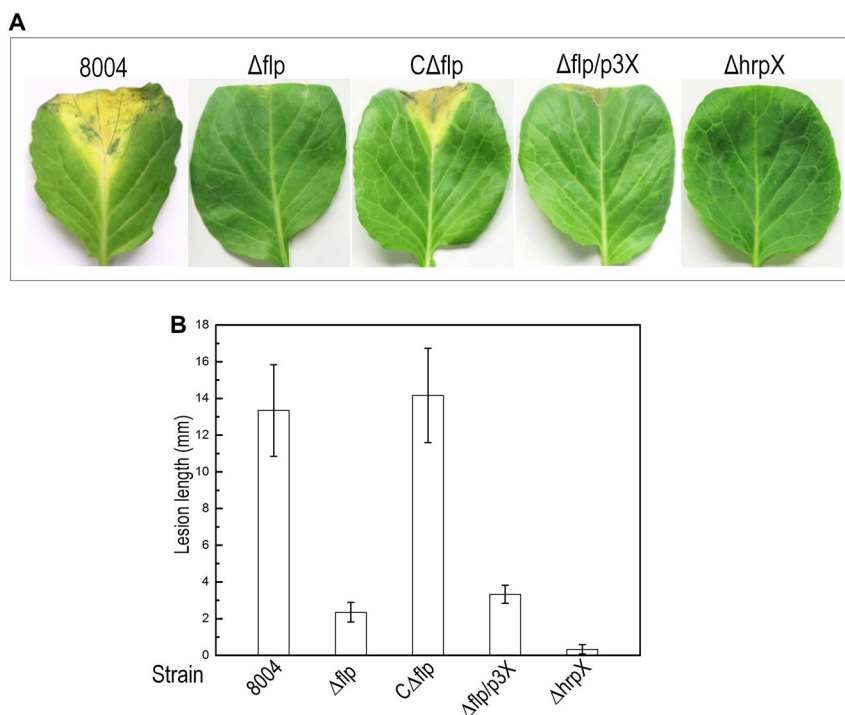 A
8004 Δflp CΔflp Δflp/p3X ΔhrpX
B
18
16
14
12
10
8
6
4
2
0
Lesion length (mm)
Strain 8004 Δflp CΔflp Δflp/p3X ΔhrpX